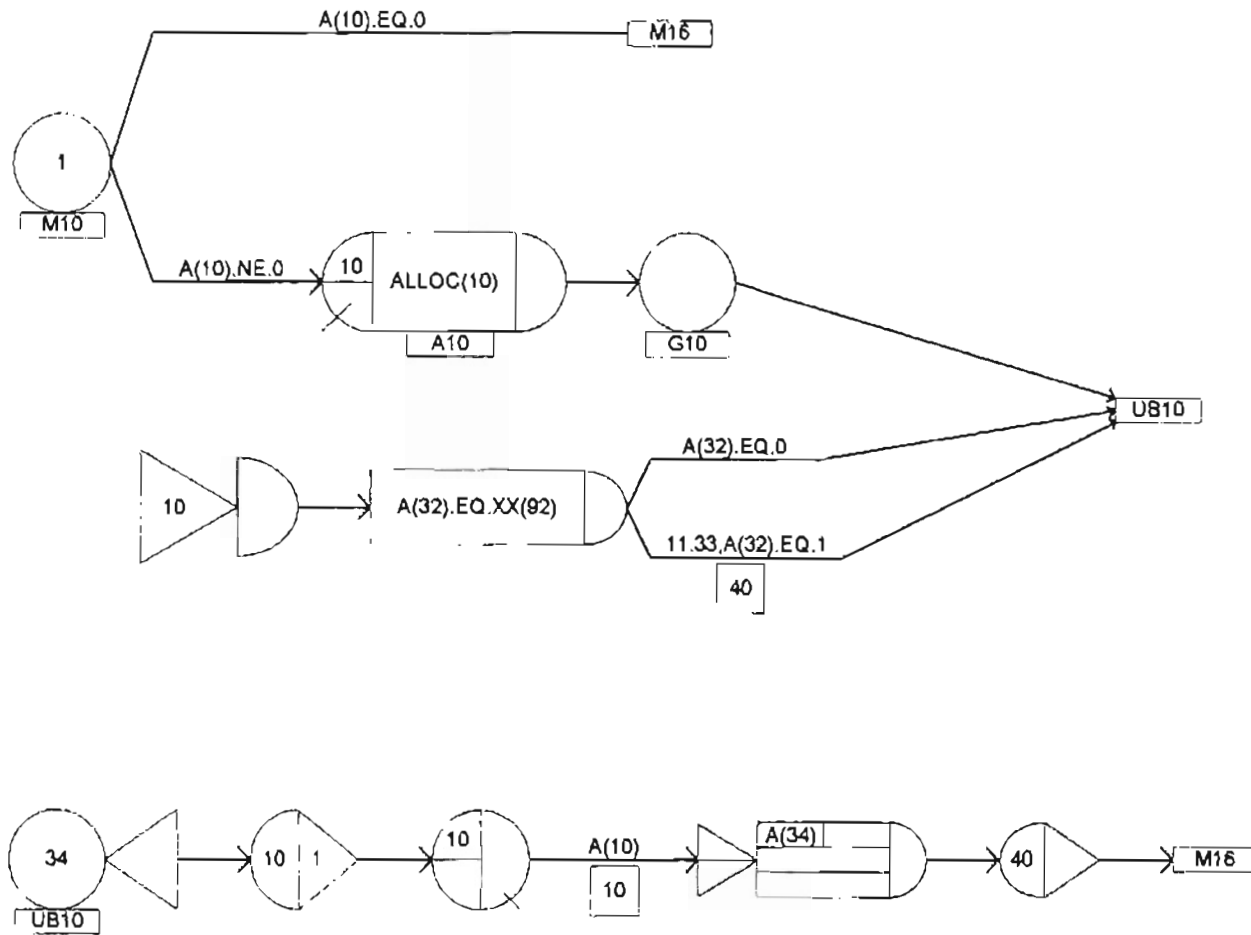 A(10).EQ.0
M16
1
M10
A(10).NE.0
10
ALLOC(10)
A10
G10
UB10
10
A(32).EQ.XX(92)
A(32).EQ.0
11.33,A(32).EQ.1
40
34
UB10
10
1
10
A(10)
10
A(34)
40
M16